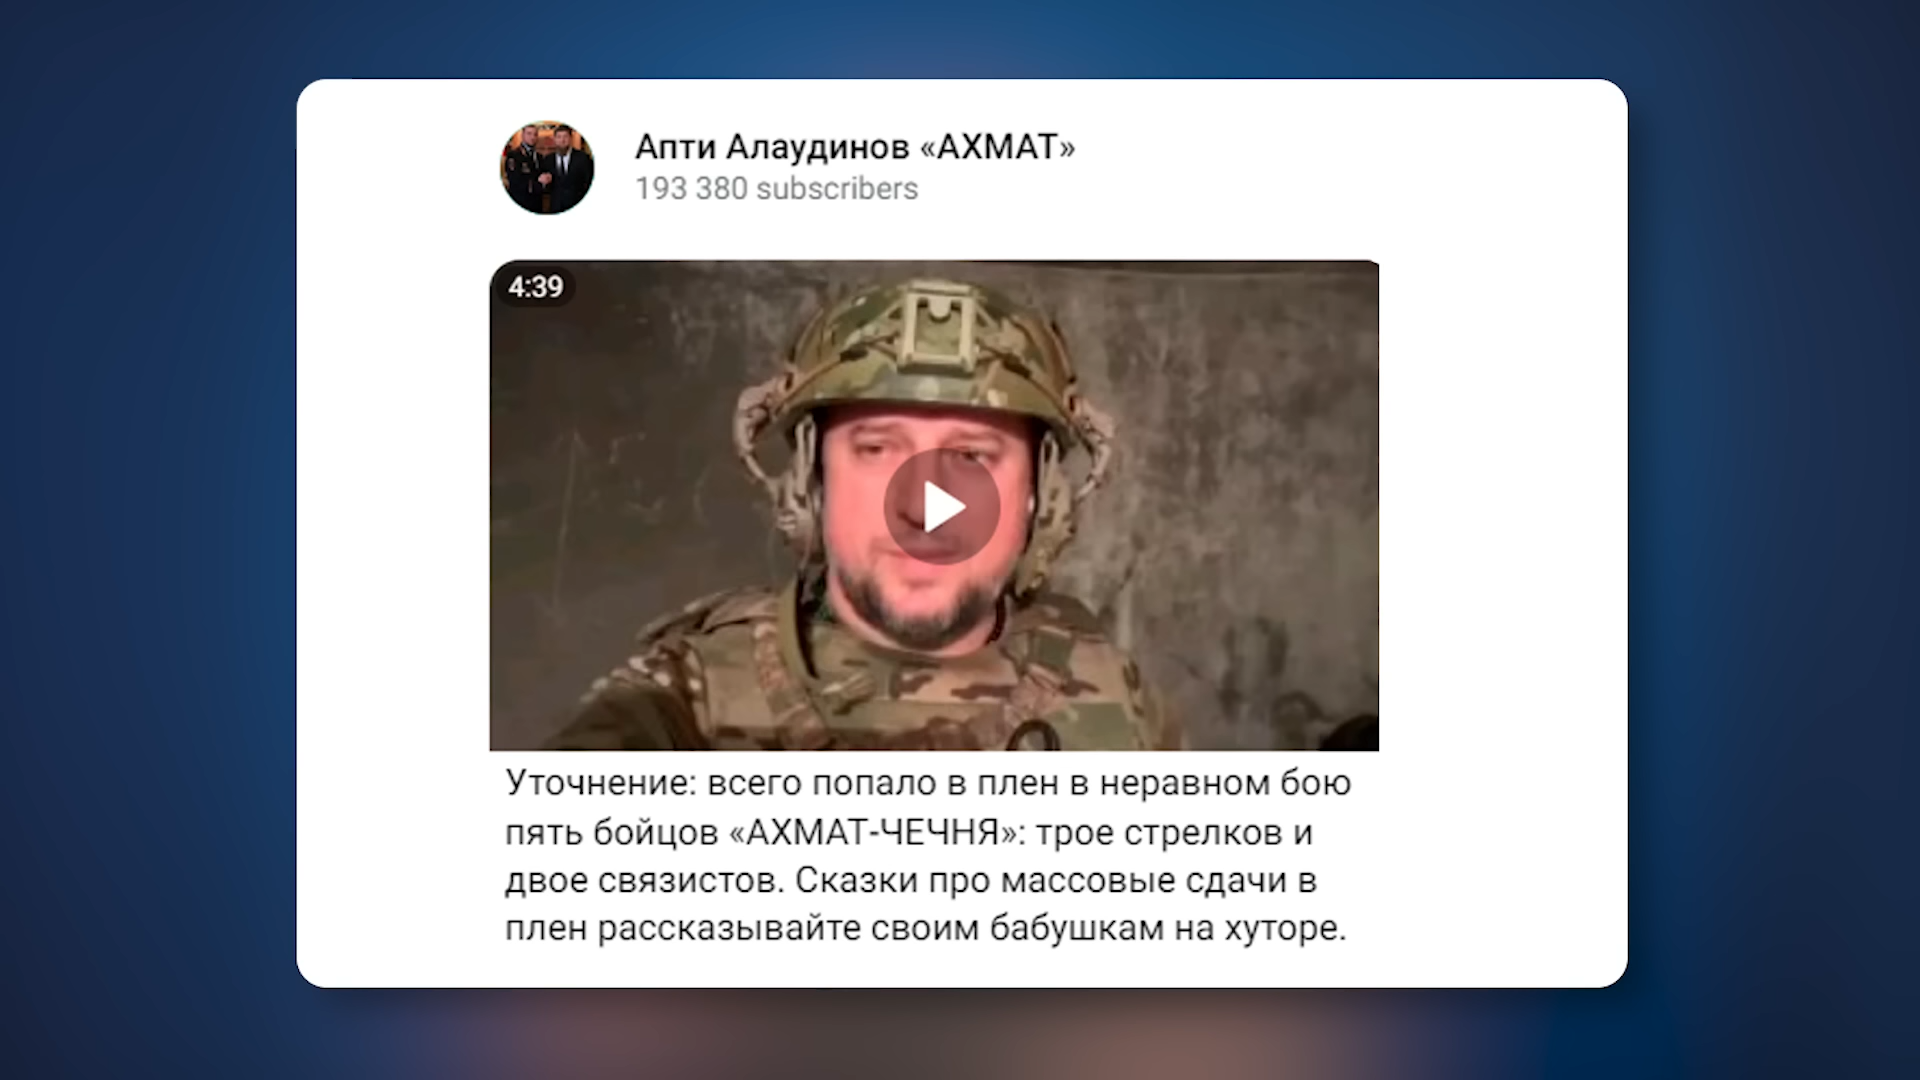 Апти Алаудинов «АХМАТ»
193 380 subscribers
4:39
Уточнение: всего попало в плен в неравном бою
пять бойцов «АХМАТ-ЧЕЧНЯ»: трое стрелков и
двое связистов. Сказки про массовые сдачи в
плен рассказывайте своим бабушкам на хуторе.